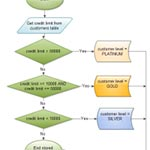 Start
Get credit limit from
customers table
credit limit > 50000
Yes
customer level =
PLATINUM
No
credit limit <= 50000 AND
credit limit >= 10000
Yes
customer level =
GOLD
No
credit limit < 10000
Yes
customer level =
SILVER
No
End stored